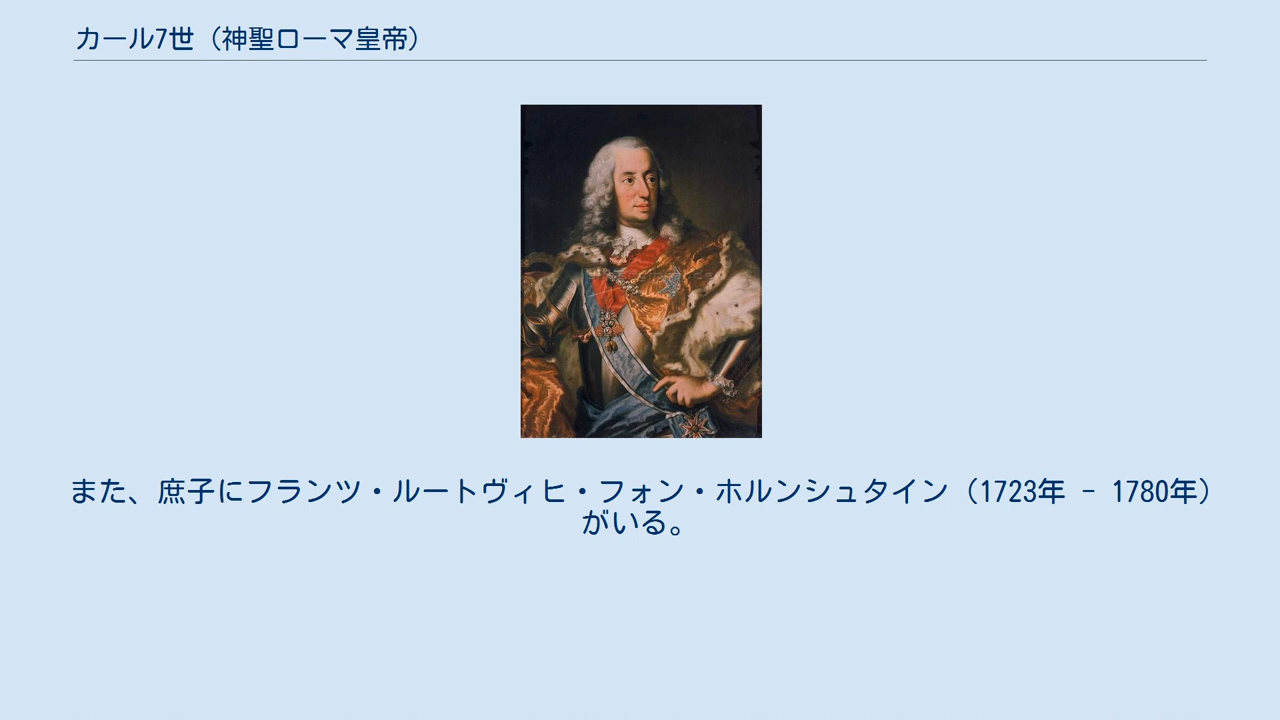 カール7世（神聖ローマ皇帝）
また、庶子にフランツ・ルートヴィヒ・フォン・ホルンシュタイン（1723年 - 1780年）
がいる。